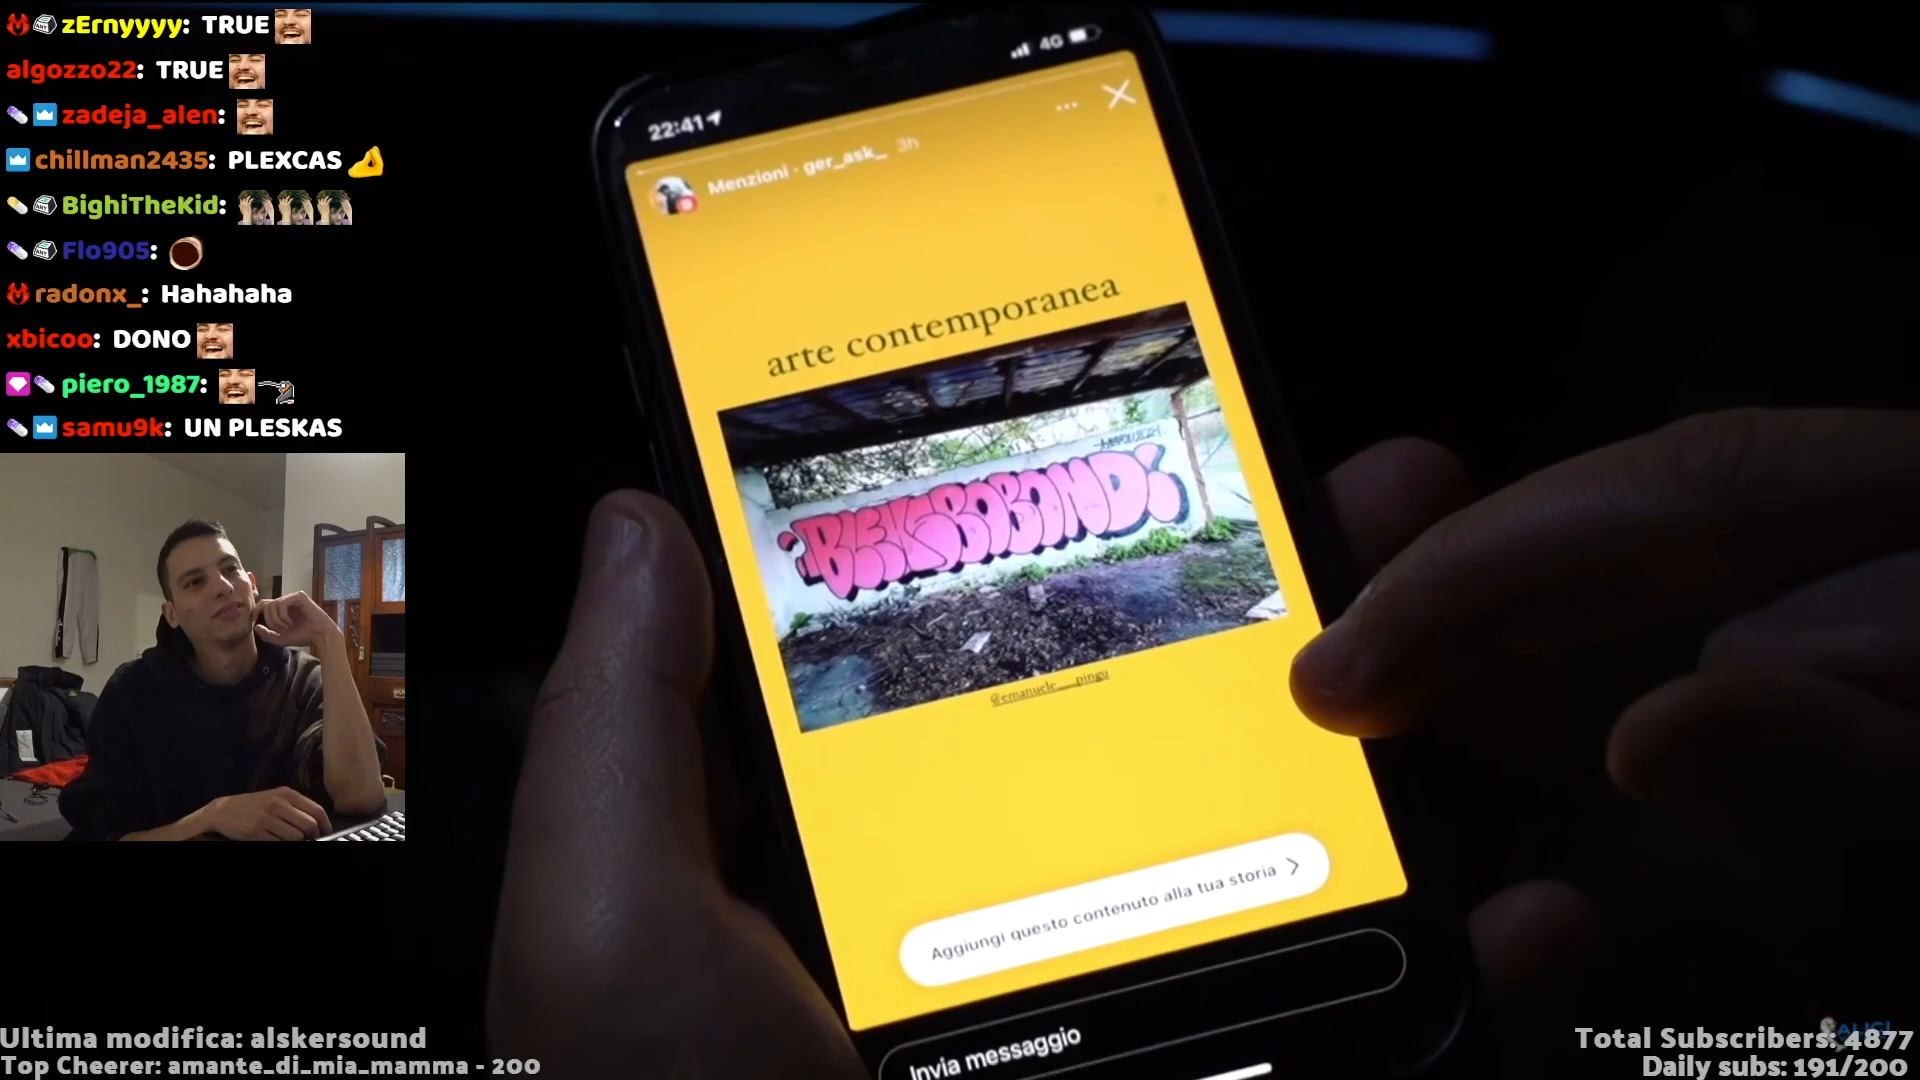 zErnyyyy: TRUE
algozzo22: TRUE
zadeja_alen:
chillman2435: PLEXCAS
BighiTheKid:
Flo905:
radonx_: Hahahaha
xbicoo: DONO
piero_1987:
samu9k: UN PLESKAS
22:41
4G
Menzioni · ger_ask_ 3h
arte contemporanea
@emanuele__pingu
Aggiungi questo contenuto alla tua storia
Invia messaggio
Ultima modifica: alskersound
Top Cheerer: amante_di_mia_mamma - 200
Total Subscribers: 4877
Daily subs: 191/200